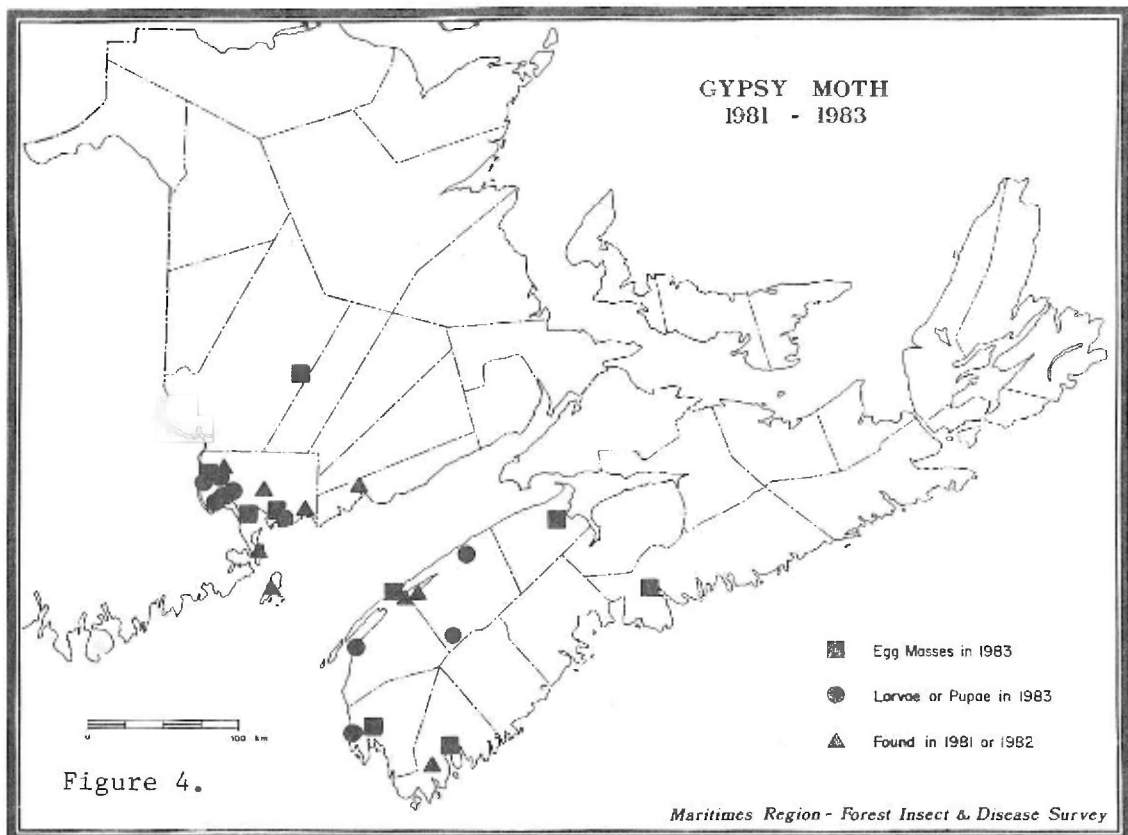 GYPSY MOTH
1981 - 1983
Egg Masses in 1983
Larvae or Pupae in 1983
Found in 1981 or 1982
0 100 km
Figure 4.
Maritimes Region - Forest Insect & Disease Survey